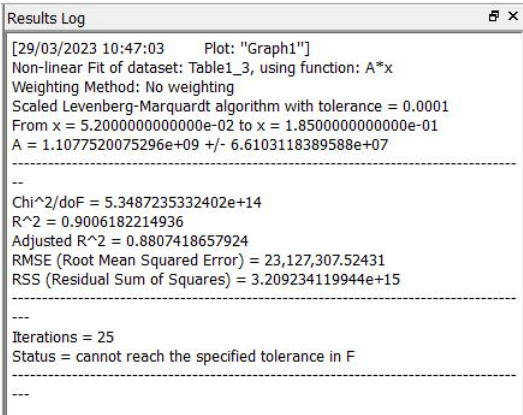 Results Log
[29/03/2023 10:47:03 Plot: "Graph1"]
Non-linear Fit of dataset: Table1_3, using function: A*x
Weighting Method: No weighting
Scaled Levenberg-Marquardt algorithm with tolerance = 0.0001
From x = 5.2000000000000e-02 to x = 1.8500000000000e-01
A = 1.1077520075296e+09 +/- 6.6103118389588e+07
---------------------------------------------------------------------------------------
--
Chi^2/doF = 5.3487235332402e+14
R^2 = 0.9006182214936
Adjusted R^2 = 0.8807418657924
RMSE (Root Mean Squared Error) = 23,127,307.52431
RSS (Residual Sum of Squares) = 3.209234119944e+15
---------------------------------------------------------------------------------------
---
Iterations = 25
Status = cannot reach the specified tolerance in F
---------------------------------------------------------------------------------------
---